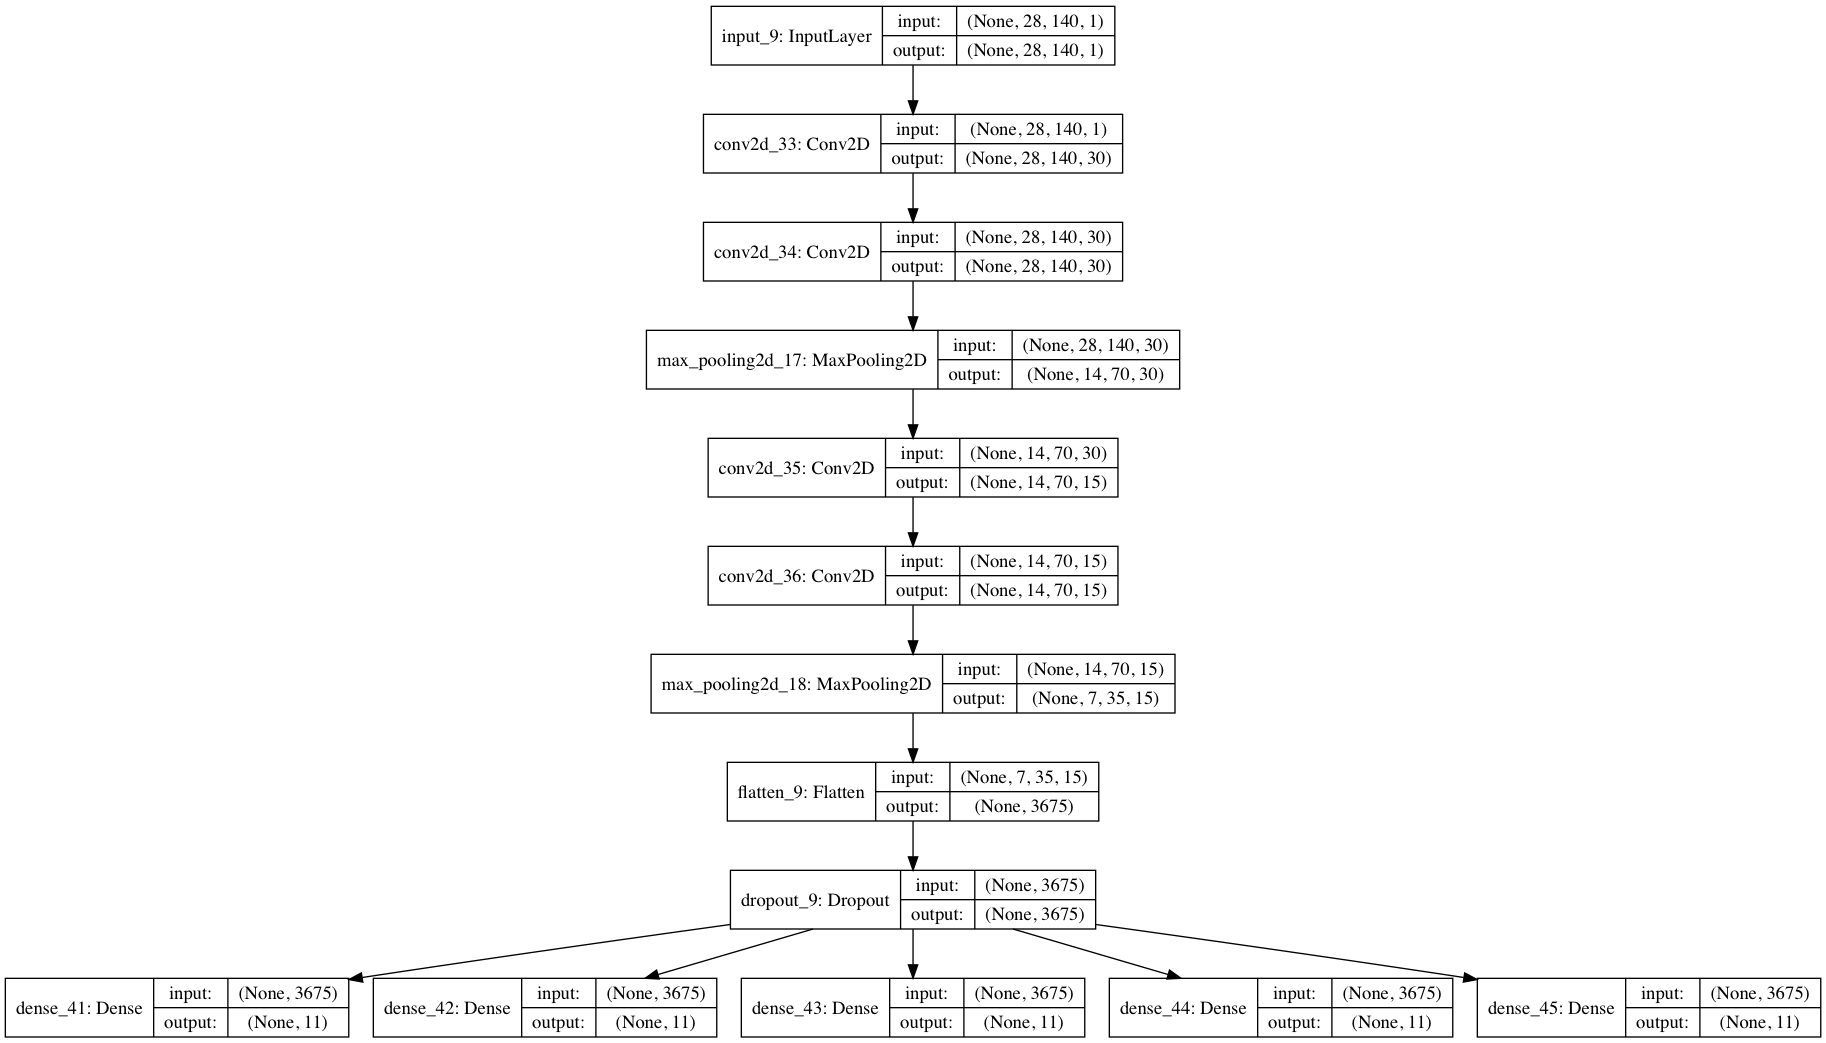 input_9: InputLayer
input: (None, 28, 140, 1)
output: (None, 28, 140, 1)
conv2d_33: Conv2D
input: (None, 28, 140, 1)
output: (None, 28, 140, 30)
conv2d_34: Conv2D
input: (None, 28, 140, 30)
output: (None, 28, 140, 30)
max_pooling2d_17: MaxPooling2D
input: (None, 28, 140, 30)
output: (None, 14, 70, 30)
conv2d_35: Conv2D
input: (None, 14, 70, 30)
output: (None, 14, 70, 15)
conv2d_36: Conv2D
input: (None, 14, 70, 15)
output: (None, 14, 70, 15)
max_pooling2d_18: MaxPooling2D
input: (None, 14, 70, 15)
output: (None, 7, 35, 15)
flatten_9: Flatten
input: (None, 7, 35, 15)
output: (None, 3675)
dropout_9: Dropout
input: (None, 3675)
output: (None, 3675)
dense_41: Dense
input: (None, 3675)
output: (None, 11)
dense_42: Dense
input: (None, 3675)
output: (None, 11)
dense_43: Dense
input: (None, 3675)
output: (None, 11)
dense_44: Dense
input: (None, 3675)
output: (None, 11)
dense_45: Dense
input: (None, 3675)
output: (None, 11)